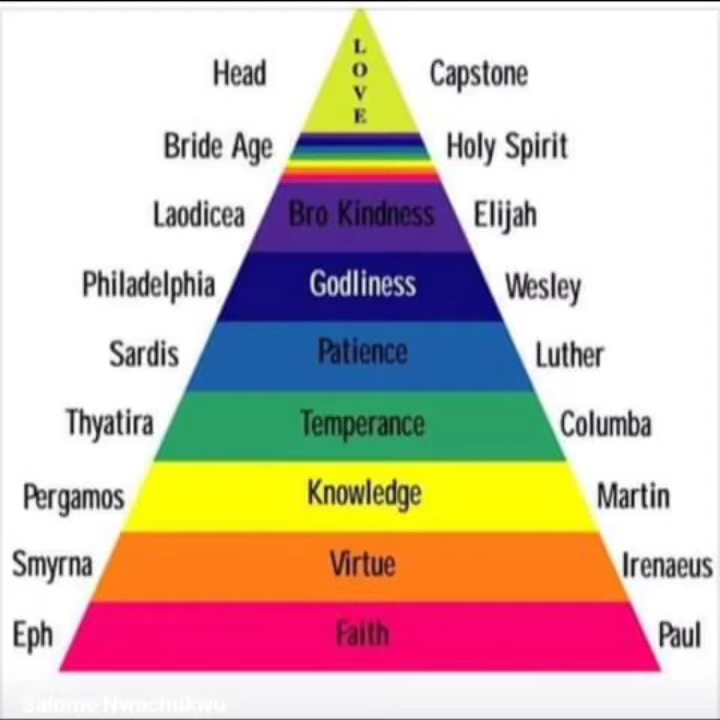 L
O
V
E
Head Capstone
Bride Age Holy Spirit
Laodicea Bro Kindness Elijah
Philadelphia Godliness Wesley
Sardis Patience Luther
Thyatira Temperance Columba
Pergamos Knowledge Martin
Smyrna Virtue Irenaeus
Eph Faith Paul
Salome Nwachukwu